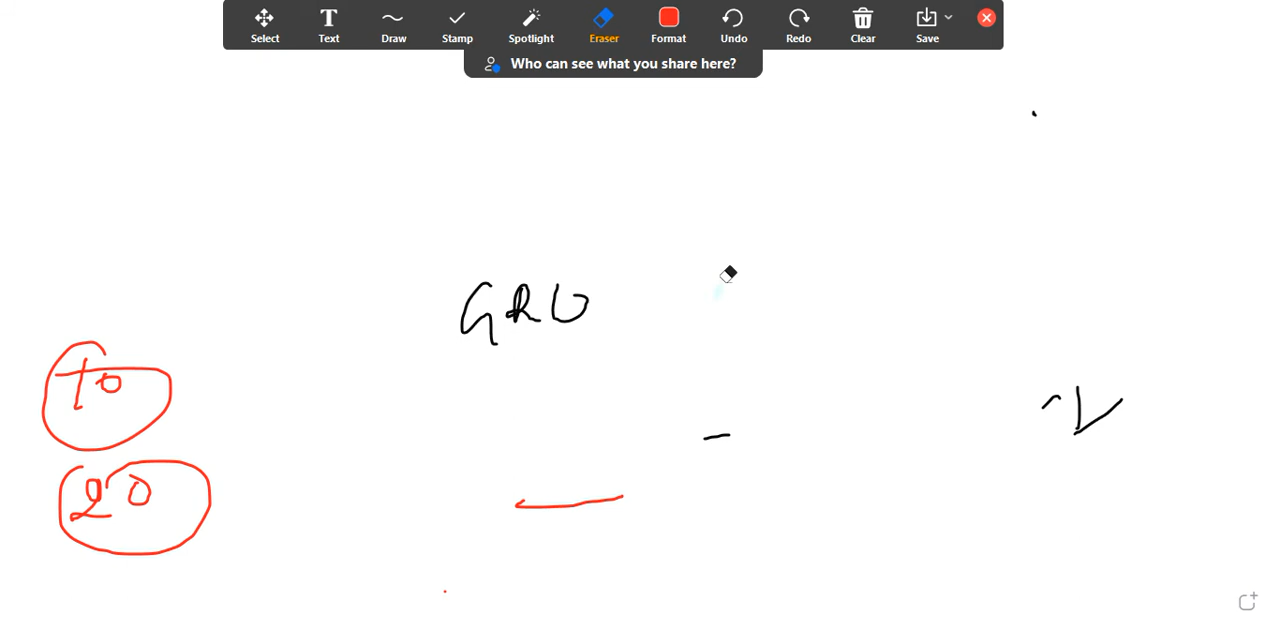 Select Text Draw Stamp Spotlight Eraser Format Undo Redo Clear Save
Who can see what you share here?
GRU
10
20